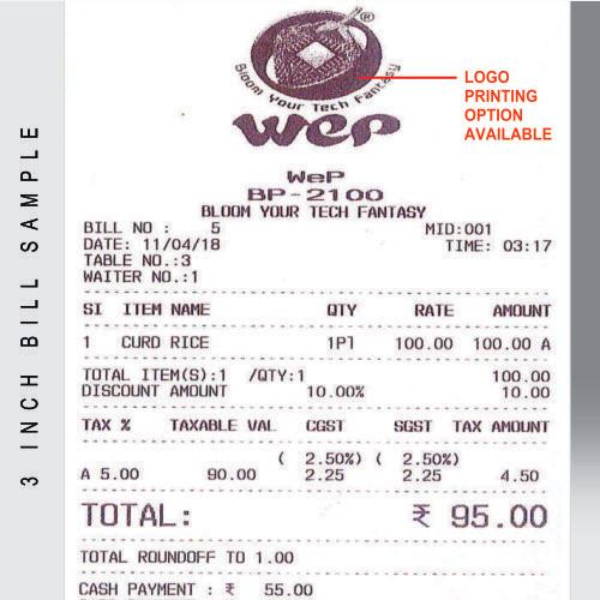 3 INCH BILL SAMPLE
Bloom Your Tech Fantasy ®
wep
LOGO
PRINTING
OPTION
AVAILABLE
WeP
BP-2100
BLOOM YOUR TECH FANTASY
BILL NO : 5 MID:001
DATE: 11/04/18 TIME: 03:17
TABLE NO.:3
WAITER NO.:1
SI ITEM NAME QTY RATE AMOUNT
1 CURD RICE 1Pl 100.00 100.00 A
TOTAL ITEM(S):1 /QTY:1 100.00
DISCOUNT AMOUNT 10.00% 10.00
TAX % TAXABLE VAL CGST SGST TAX AMOUNT
( 2.50%) ( 2.50%)
A 5.00 90.00 2.25 2.25 4.50
TOTAL: ₹ 95.00
TOTAL ROUNDOFF TO 1.00
CASH PAYMENT : ₹ 55.00